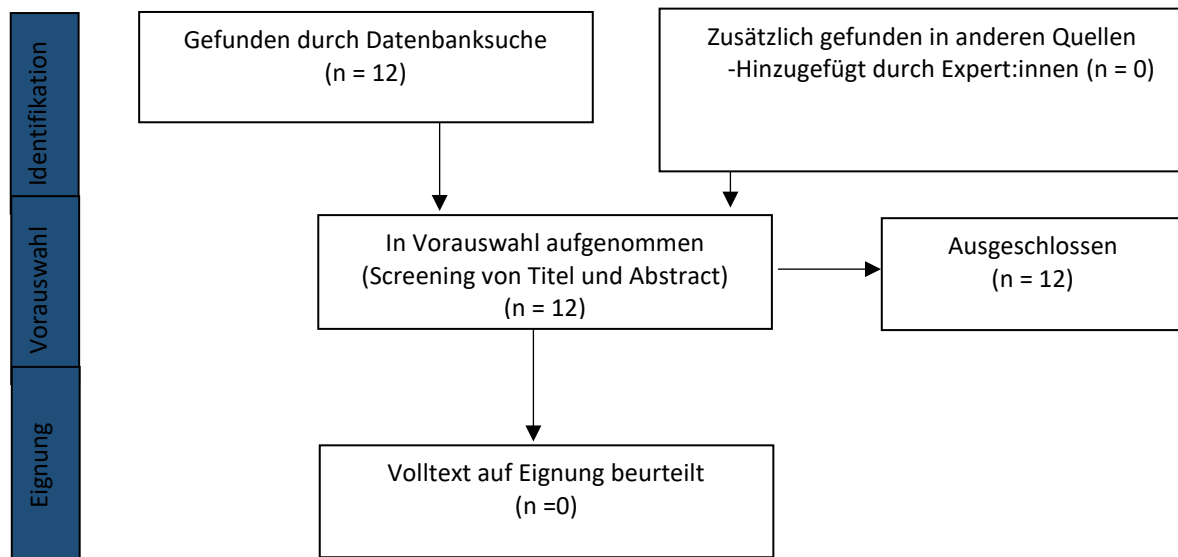 Identifikation
Gefunden durch Datenbanksuche
(n = 12)
Zusätzlich gefunden in anderen Quellen
-Hinzugefügt durch Expert:innen (n = 0)
Vorauswahl
In Vorauswahl aufgenommen
(Screening von Titel und Abstract)
(n = 12)
Ausgeschlossen
(n = 12)
Eignung
Volltext auf Eignung beurteilt
(n =0)